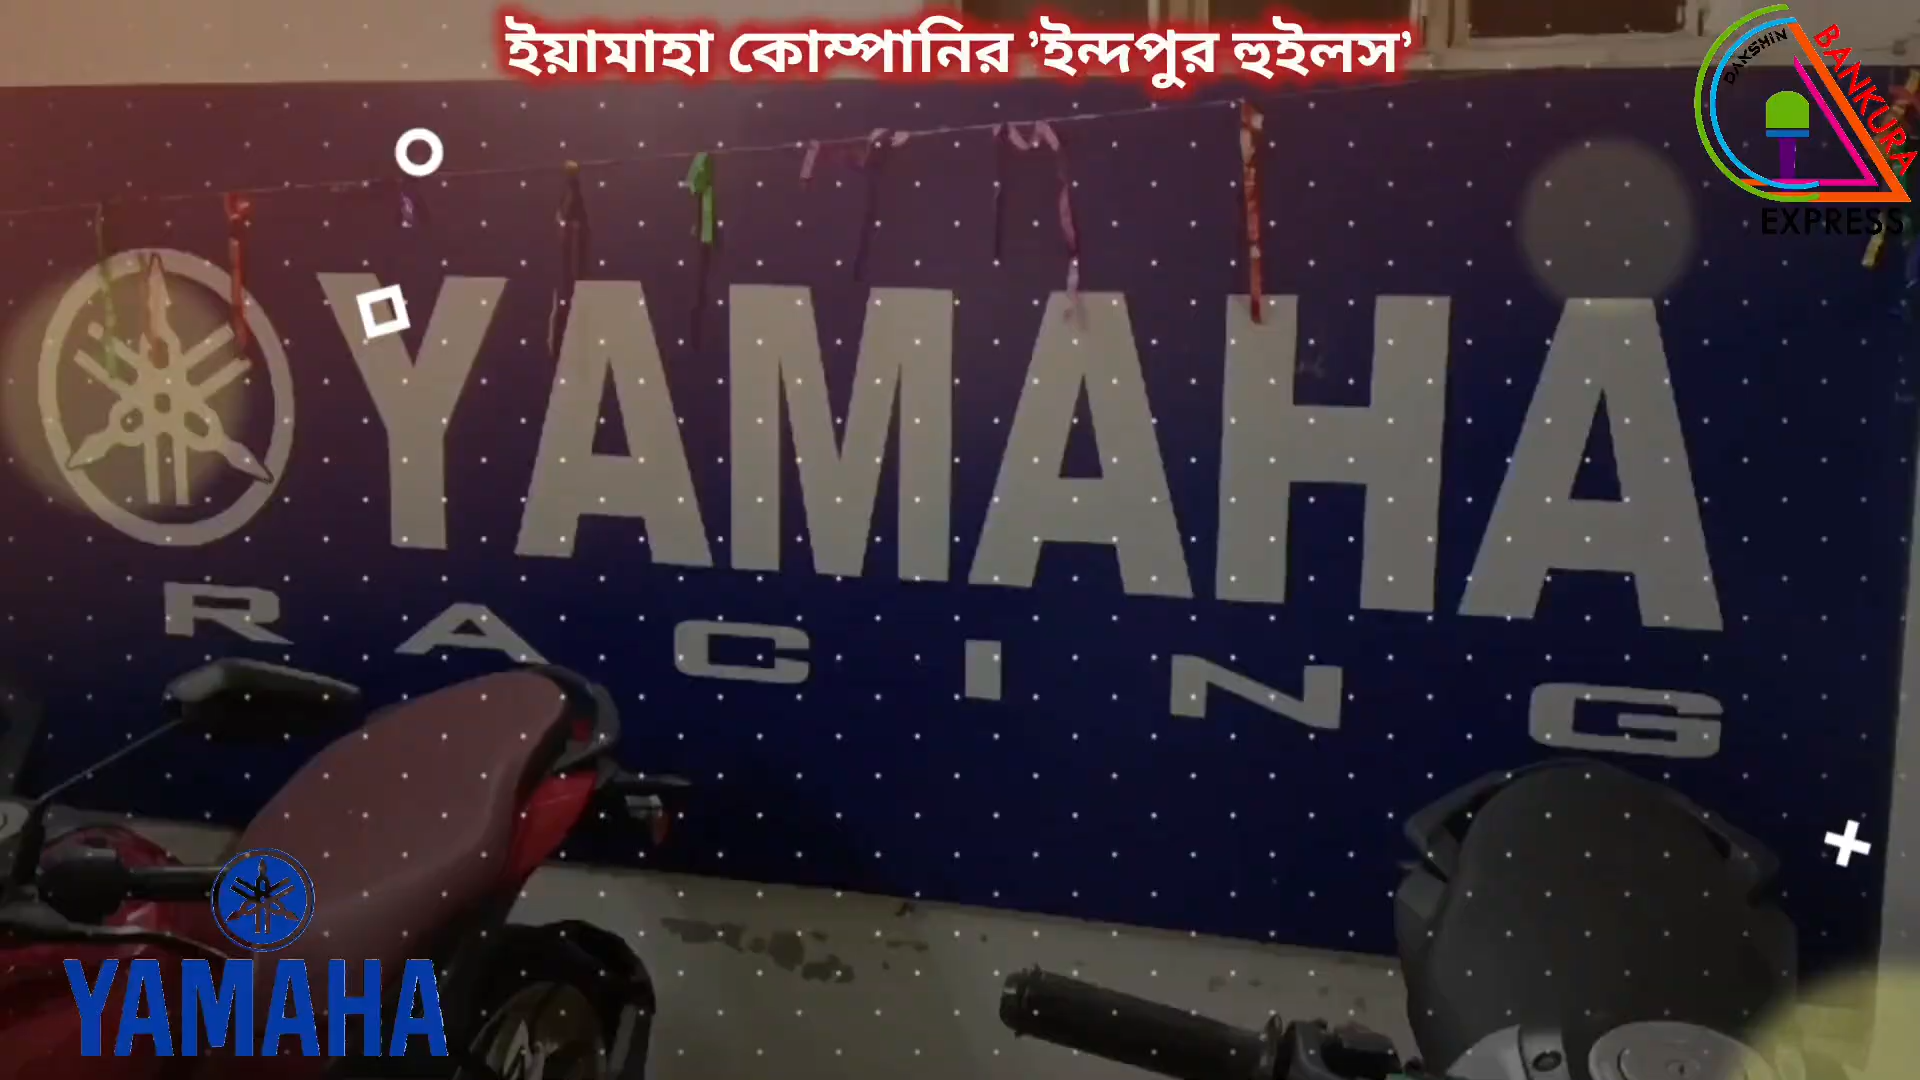 ইয়ামাহা কোম্পানির ’ইন্দপুর হুইলস’
DAKSHIN
BANKURA
EXPRESS
YAMAHA
RACING
YAMAHA